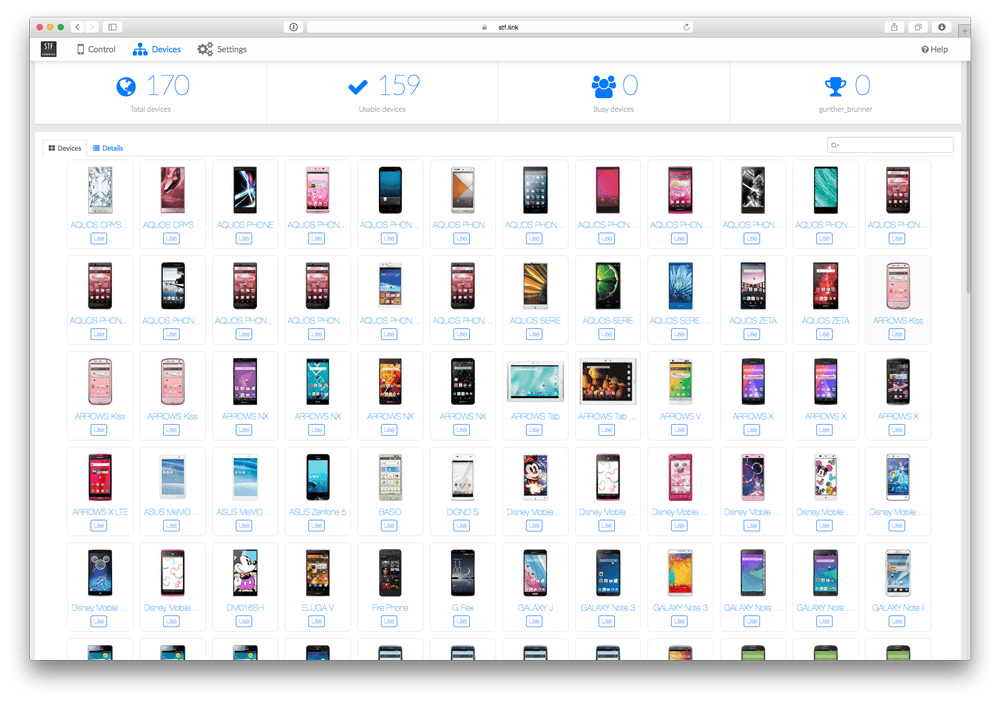 stf.link
STF
Control
Devices
Settings
Help
170
Total devices
159
Usable devices
0
Busy devices
0
gunther_brunner
Devices
Details
AQUOS CRYS... AQUOS CRYS... AQUOS PHONE AQUOS PHON... AQUOS PHON... AQUOS PHON... AQUOS PHON... AQUOS PHON... AQUOS PHON... AQUOS PHON... AQUOS PHON... AQUOS PHON...
Use Use Use Use Use Use Use Use Use Use Use Use
AQUOS PHON... AQUOS PHON... AQUOS PHON... AQUOS PHON... AQUOS PHON... AQUOS PHON... AQUOS SERIE AQUOS SERIE AQUOS SERIE ... AQUOS ZETA AQUOS ZETA ARROWS Kiss
Use Use Use Use Use Use Use Use Use Use Use Use
ARROWS Kiss ARROWS Kiss ARROWS NX ARROWS NX ARROWS NX ARROWS NX ARROWS Tab ARROWS Tab ... ARROWS V ARROWS X ARROWS X ARROWS X
Use Use Use Use Use Use Use Use Use Use Use Use
ARROWS X LTE ASUS MeMO ... ASUS MeMO ... ASUS Zenfone 5 BASIO DIGNO S Disney Mobile ... Disney Mobile ... Disney Mobile ... Disney Mobile ... Disney Mobile ... Disney Mobile ...
Use Use Use Use Use Use Use Use Use Use Use Use
Disney Mobile ... Disney Mobile ... DM016SH ELUGA V Fire Phone G Flex GALAXY J GALAXY Note 3 GALAXY Note 3 GALAXY Note ... GALAXY Note ... GALAXY Note II
Use Use Use Use Use Use Use Use Use Use Use Use